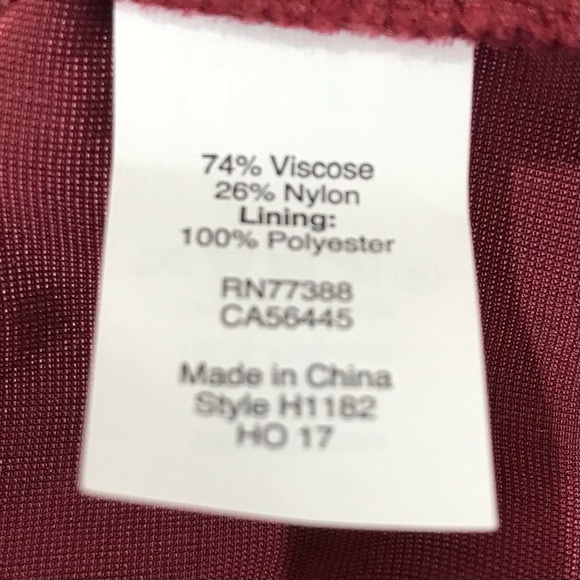 74% Viscose
26% Nylon
Lining:
100% Polyester
RN77388
CA56445
Made in China
Style H1182
HO 17